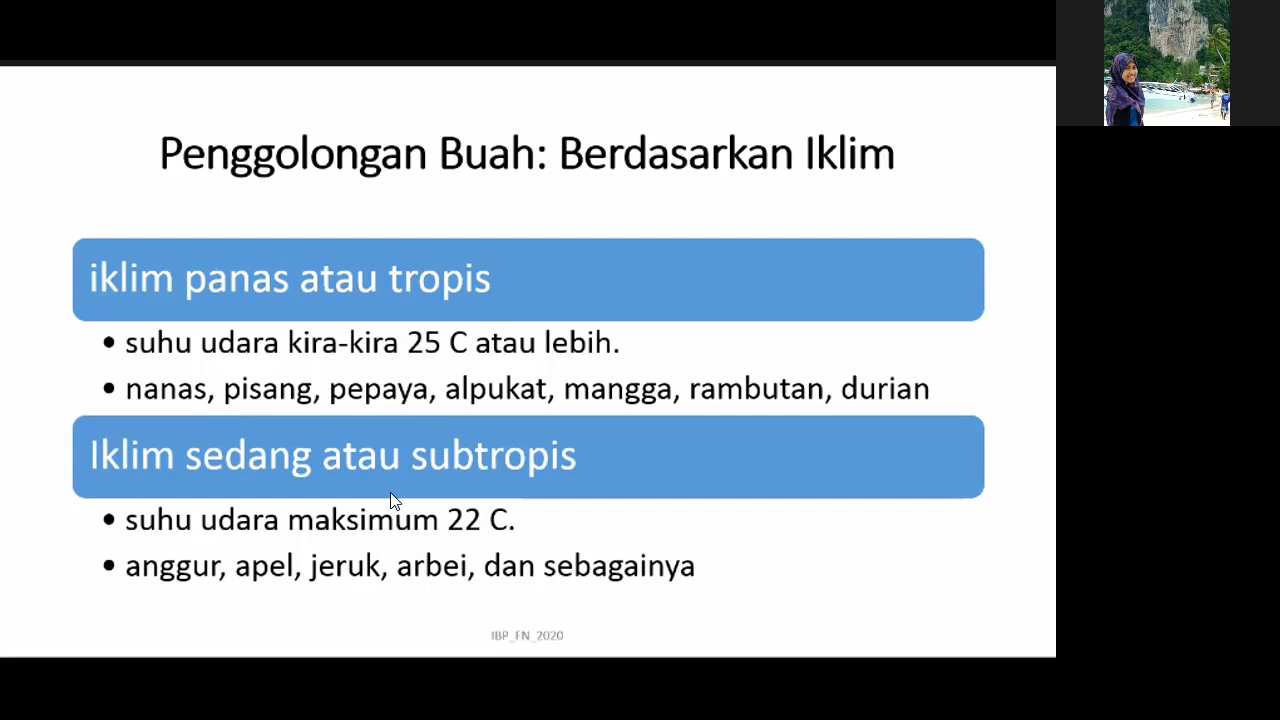 Penggolongan Buah: Berdasarkan Iklim
iklim panas atau tropis
• suhu udara kira-kira 25 C atau lebih.
• nanas, pisang, pepaya, alpukat, mangga, rambutan, durian
Iklim sedang atau subtropis
• suhu udara maksimum 22 C.
• anggur, apel, jeruk, arbei, dan sebagainya
IBP_FN_2020